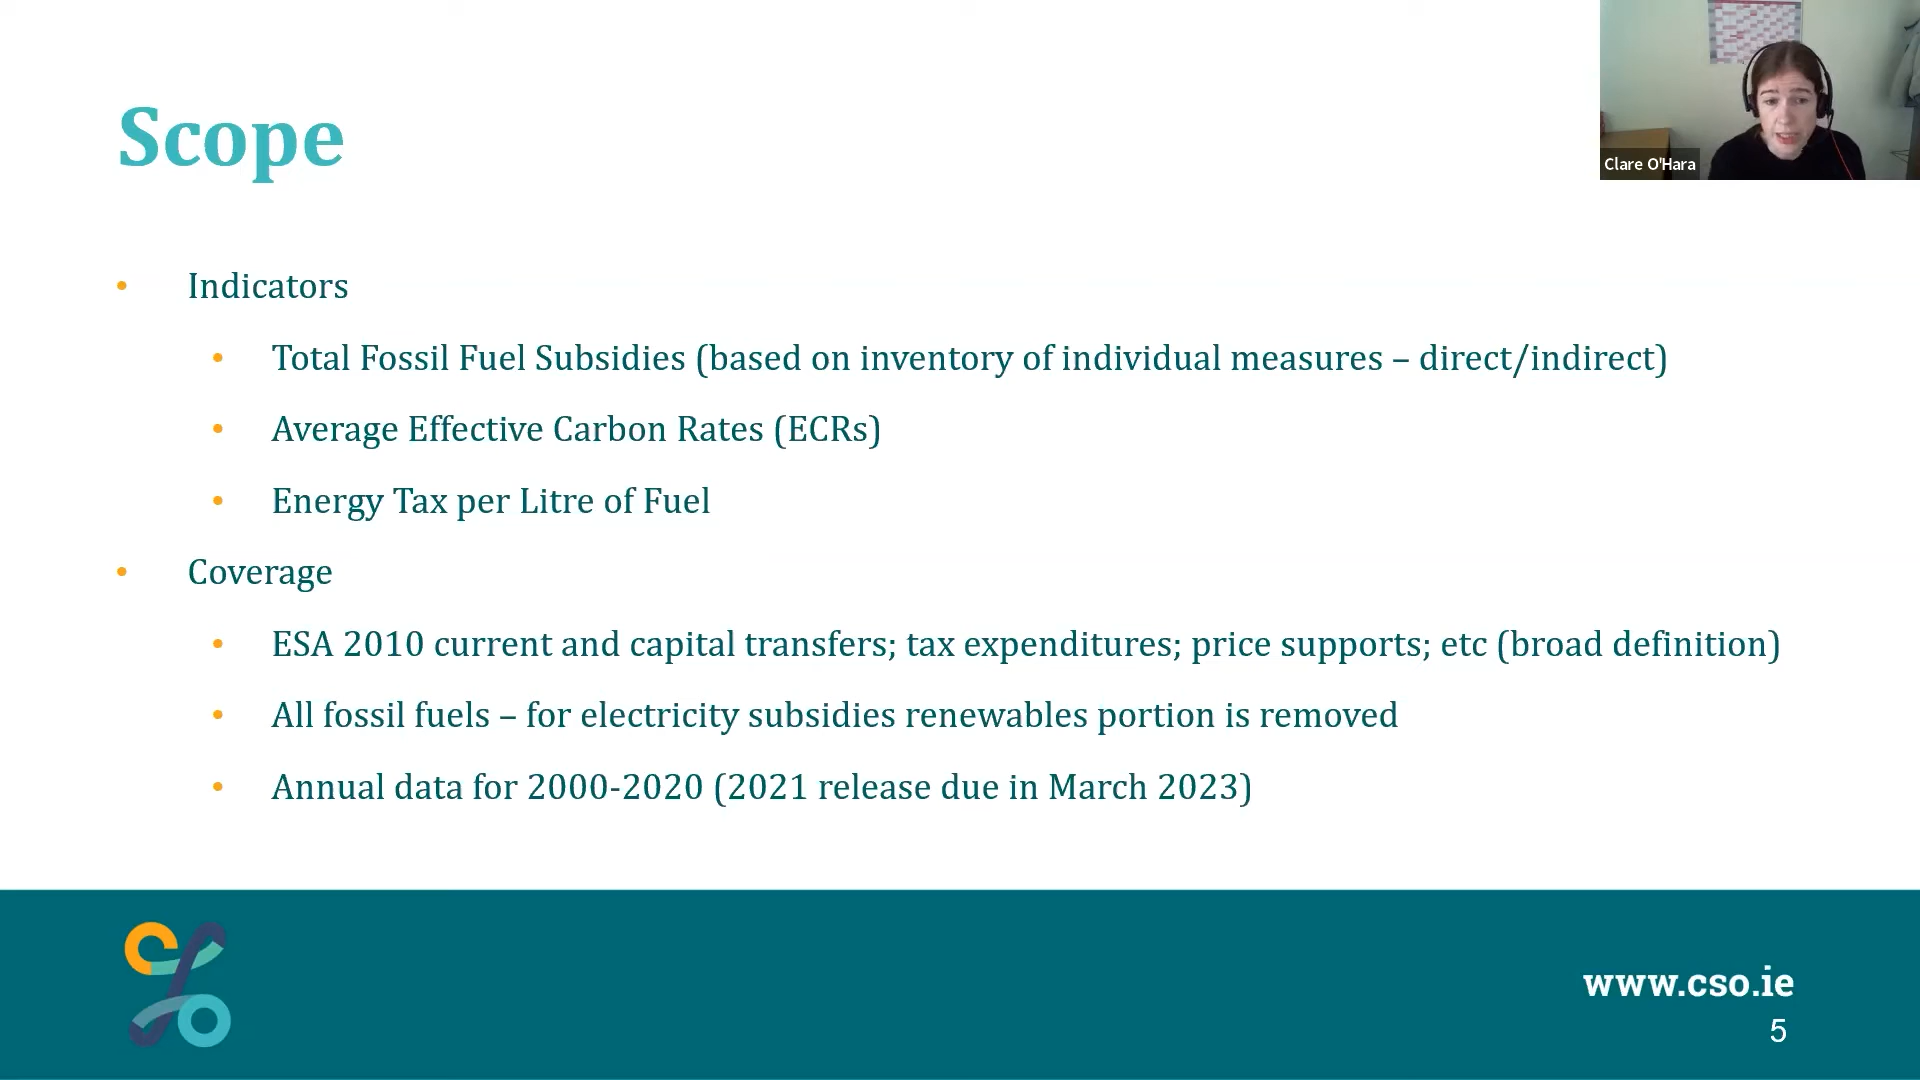 Scope
Clare O'Hara
• Indicators
• Total Fossil Fuel Subsidies (based on inventory of individual measures – direct/indirect)
• Average Effective Carbon Rates (ECRs)
• Energy Tax per Litre of Fuel
• Coverage
• ESA 2010 current and capital transfers; tax expenditures; price supports; etc (broad definition)
• All fossil fuels – for electricity subsidies renewables portion is removed
• Annual data for 2000-2020 (2021 release due in March 2023)
www.cso.ie
5